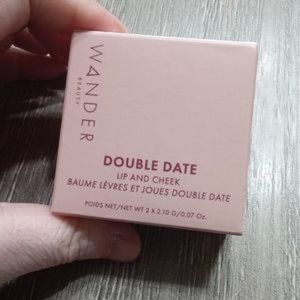 WANDER
BEAUTY
DOUBLE DATE
LIP AND CHEEK
BAUME LÈVRES ET JOUES DOUBLE DATE
POIDS NET/NET WT 2 X 2.10 G/0.07 Oz.